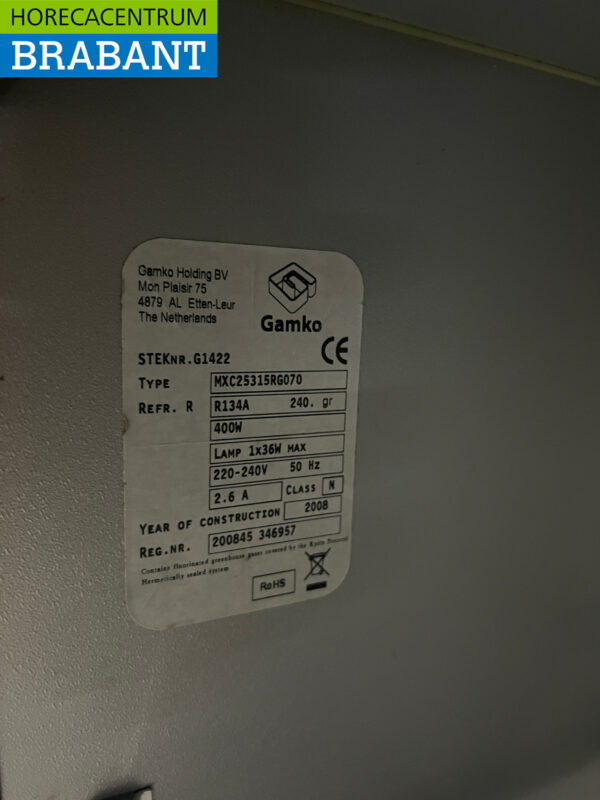 HORECACENTRUM
BRABANT
Gamko Holding BV
Mon Plaisir 75
4879 AL Etten-Leur
The Netherlands
Gamko
CE
STEKNR.G1422
TYPE MXC25315RG070
REFR. R R134A 240. gr
400W
LAMP 1x36W MAX
220-240V 50 Hz
2.6 A CLASS N
YEAR OF CONSTRUCTION 2008
REG.NR. 200845 346957
Contains fluorinated greenhouse gases covered by the Kyoto Protocol
Hermetically sealed system
RoHS